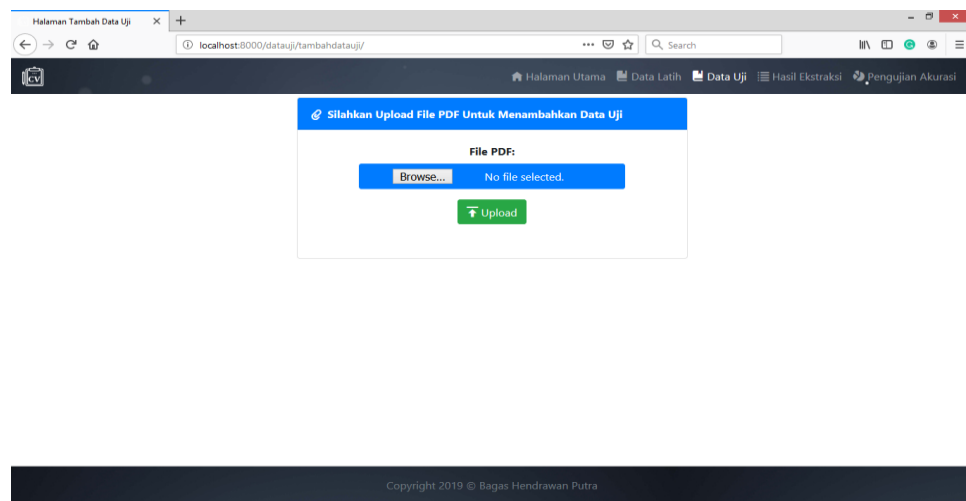 Halaman Tambah Data Uji
localhost:8000/datauji/tambahdatauji/
Search
CV
Halaman Utama Data Latih Data Uji Hasil Ekstraksi Pengujian Akurasi
Silahkan Upload File PDF Untuk Menambahkan Data Uji
File PDF:
Browse... No file selected.
Upload
Copyright 2019 © Bagas Hendrawan Putra